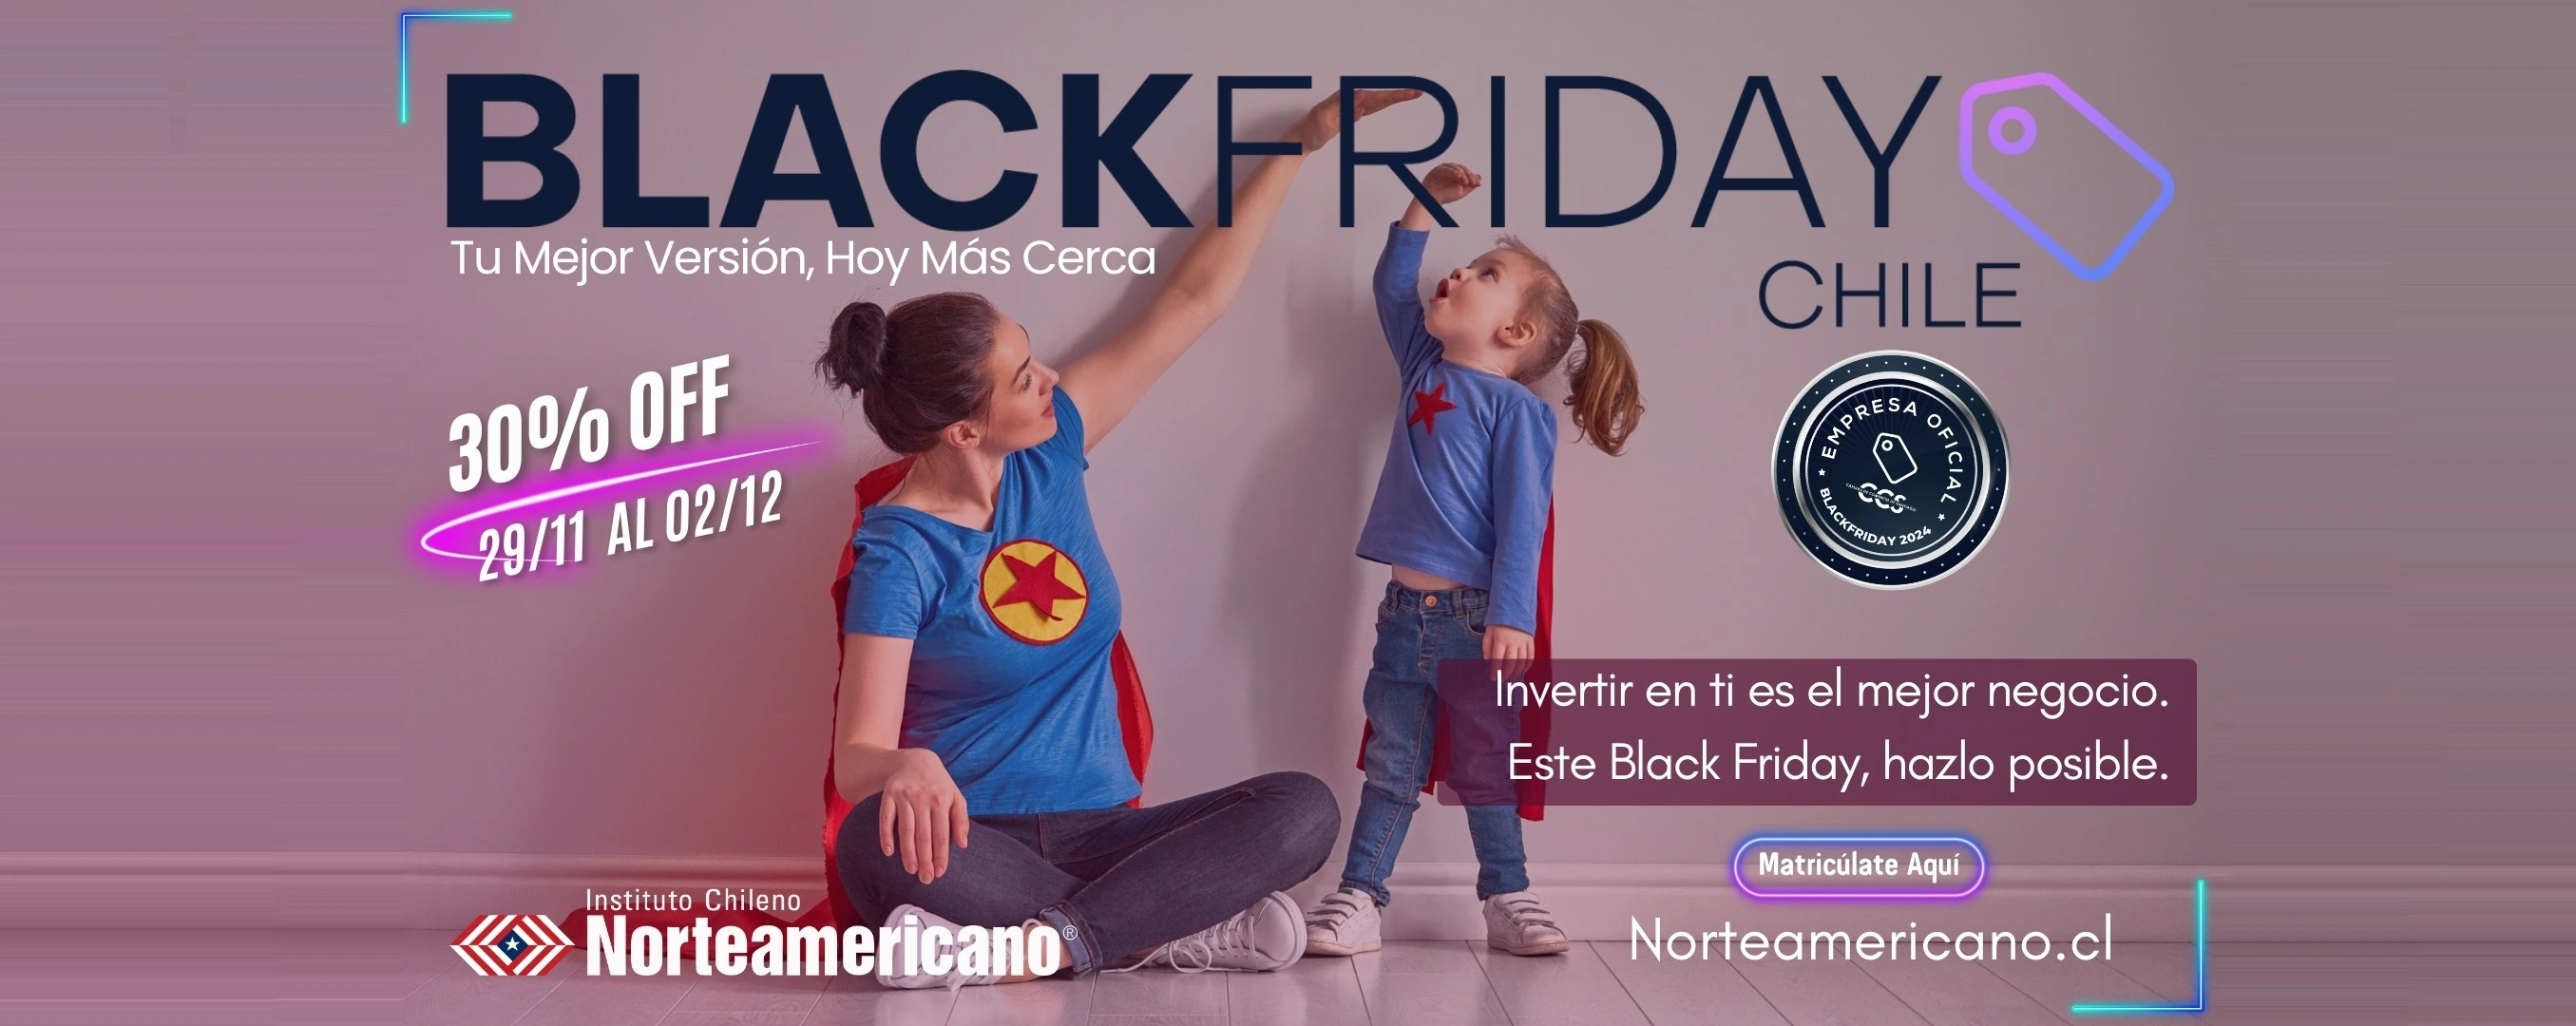 BLACKFRIDAY
CHILE
Tu Mejor Versión, Hoy Más Cerca
30% OFF
29/11 AL 02/12
EMPRESA OFICIAL
CCS
BLACKFRIDAY 2024
Invertir en ti es el mejor negocio.
Este Black Friday, hazlo posible.
Matricúlate Aquí
Norteamericano.cl
Instituto Chileno
Norteamericano®